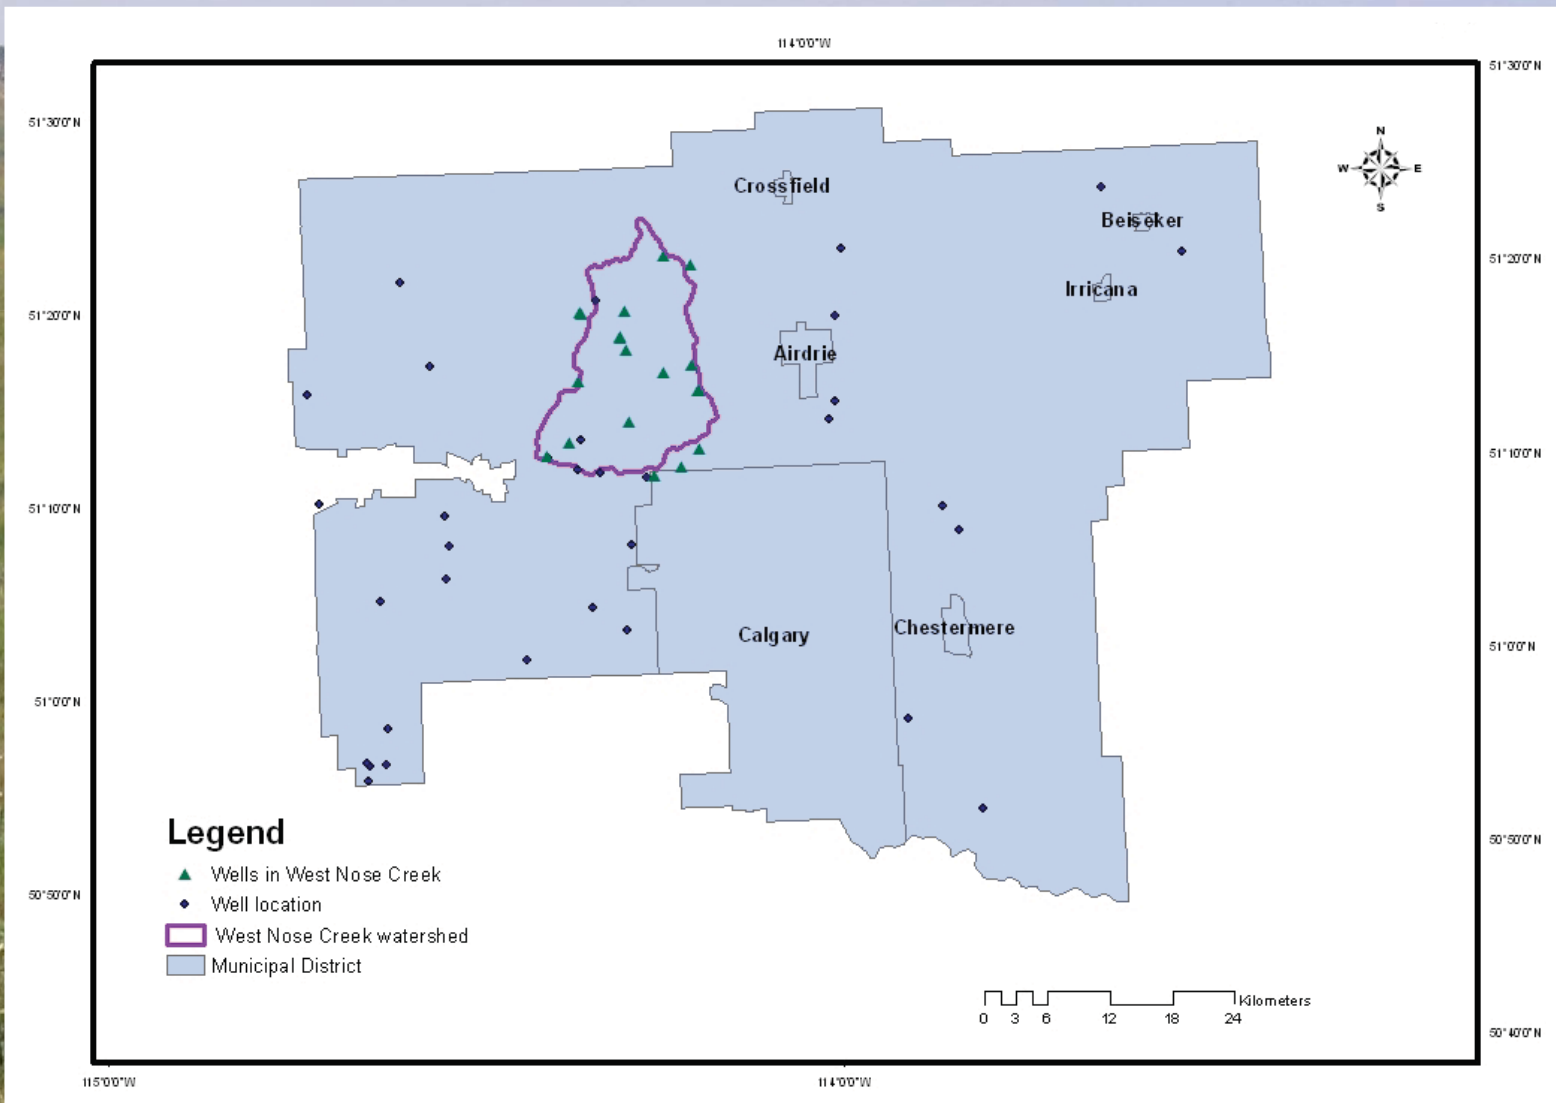 114°0'0"W
51°30'0"N
51°30'0"N
N
W E
S
Crossfield
Beiseker
51°20'0"N
Irricana
51°20'0"N
Airdrie
51°10'0"N
51°10'0"N
Calgary
Chestermere
51°0'0"N
51°0'0"N
Legend
50°50'0"N
Wells in West Nose Creek
50°50'0"N
Well location
West Nose Creek watershed
Municipal District
Kilometers
0 3 6 12 18 24
50°40'0"N
115°0'0"W
114°0'0"W